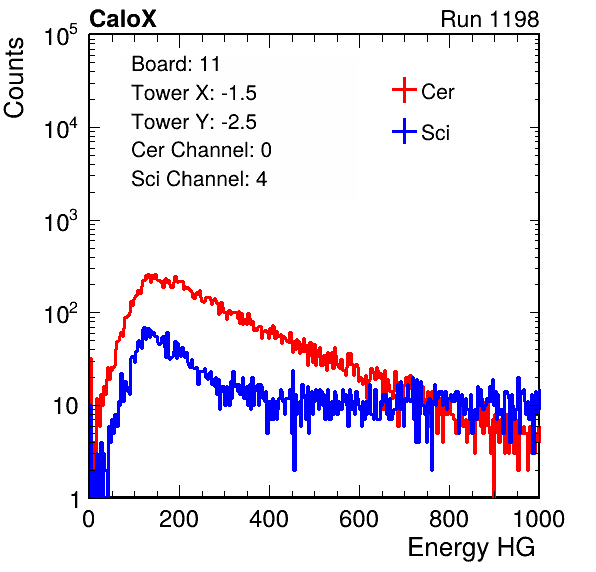 CaloX Run 1198
10^5
Counts
Board: 11
Tower X: -1.5
Tower Y: -2.5
Cer Channel: 0
Sci Channel: 4
Cer
Sci
10^4
10^3
10^2
10
1
0 200 400 600 800 1000
Energy HG